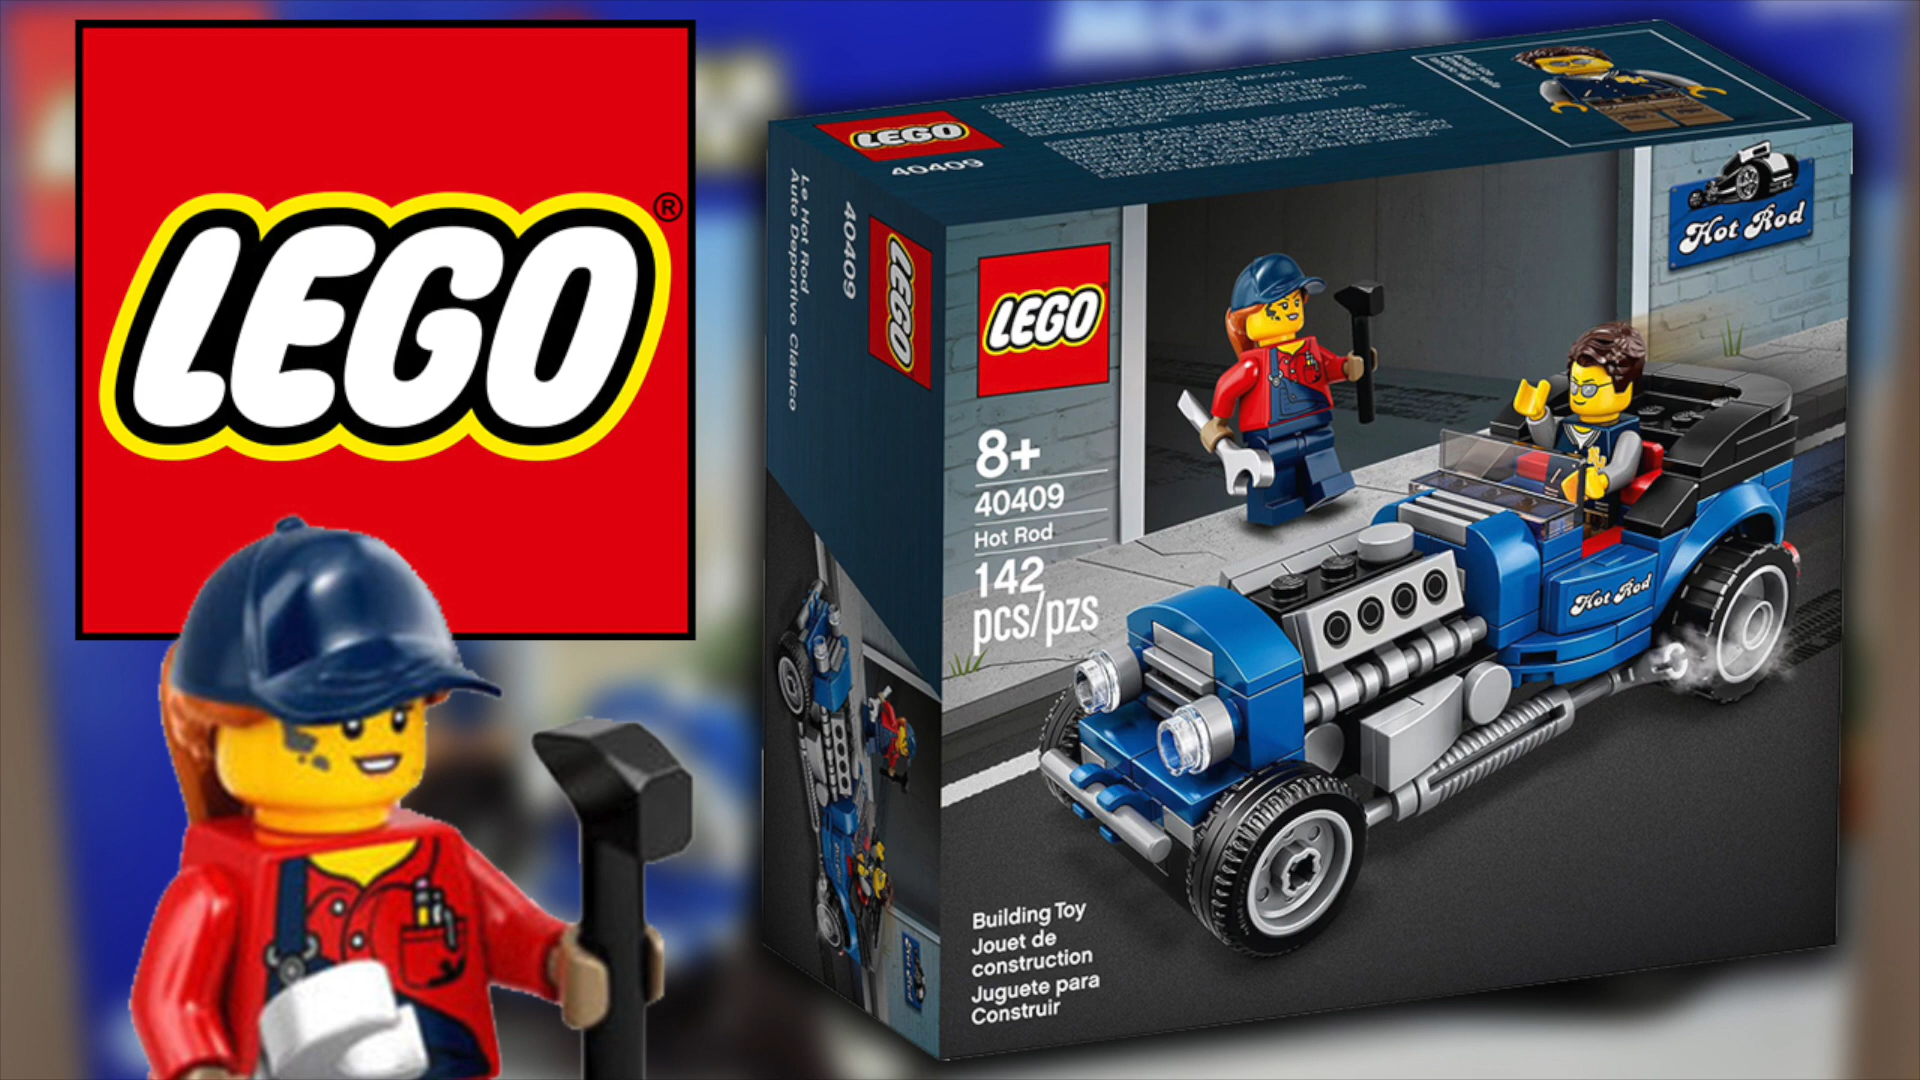 LEGO®
LEGO
40409
Le Hot Rod
Auto Deportivo Clásico
40409
LEGO
LEGO
8+
40409
Hot Rod
142
pcs/pzs
Hot Rod
Hot Rod
Building Toy
Jouet de
construction
Juguete para
Construir